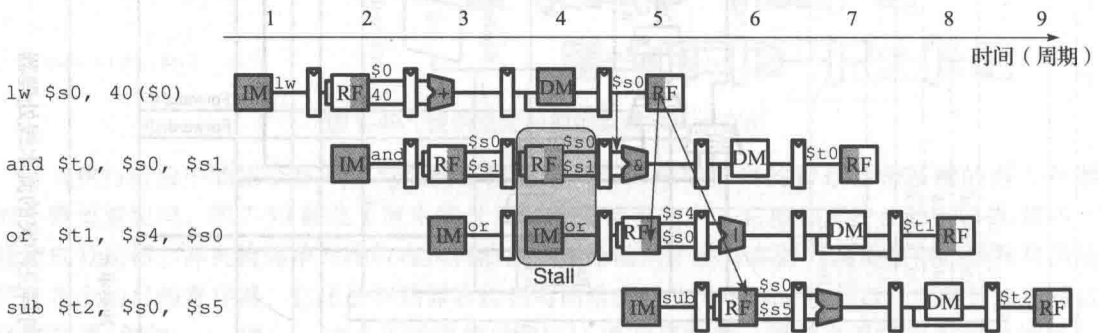 1 2 3 4 5 6 7 8 9
时间（周期）
lw $s0, 40($0) IM lw RF $0 40 + DM $s0 RF
and $t0, $s0, $s1 IM and RF $s0 $s1 RF $s0 $s1 & DM $t0 RF
or $t1, $s4, $s0 IM or IM or RF $s4 $s0 | DM $t1 RF
Stall
sub $t2, $s0, $s5 IM sub RF $s0 $s5 - DM $t2 RF